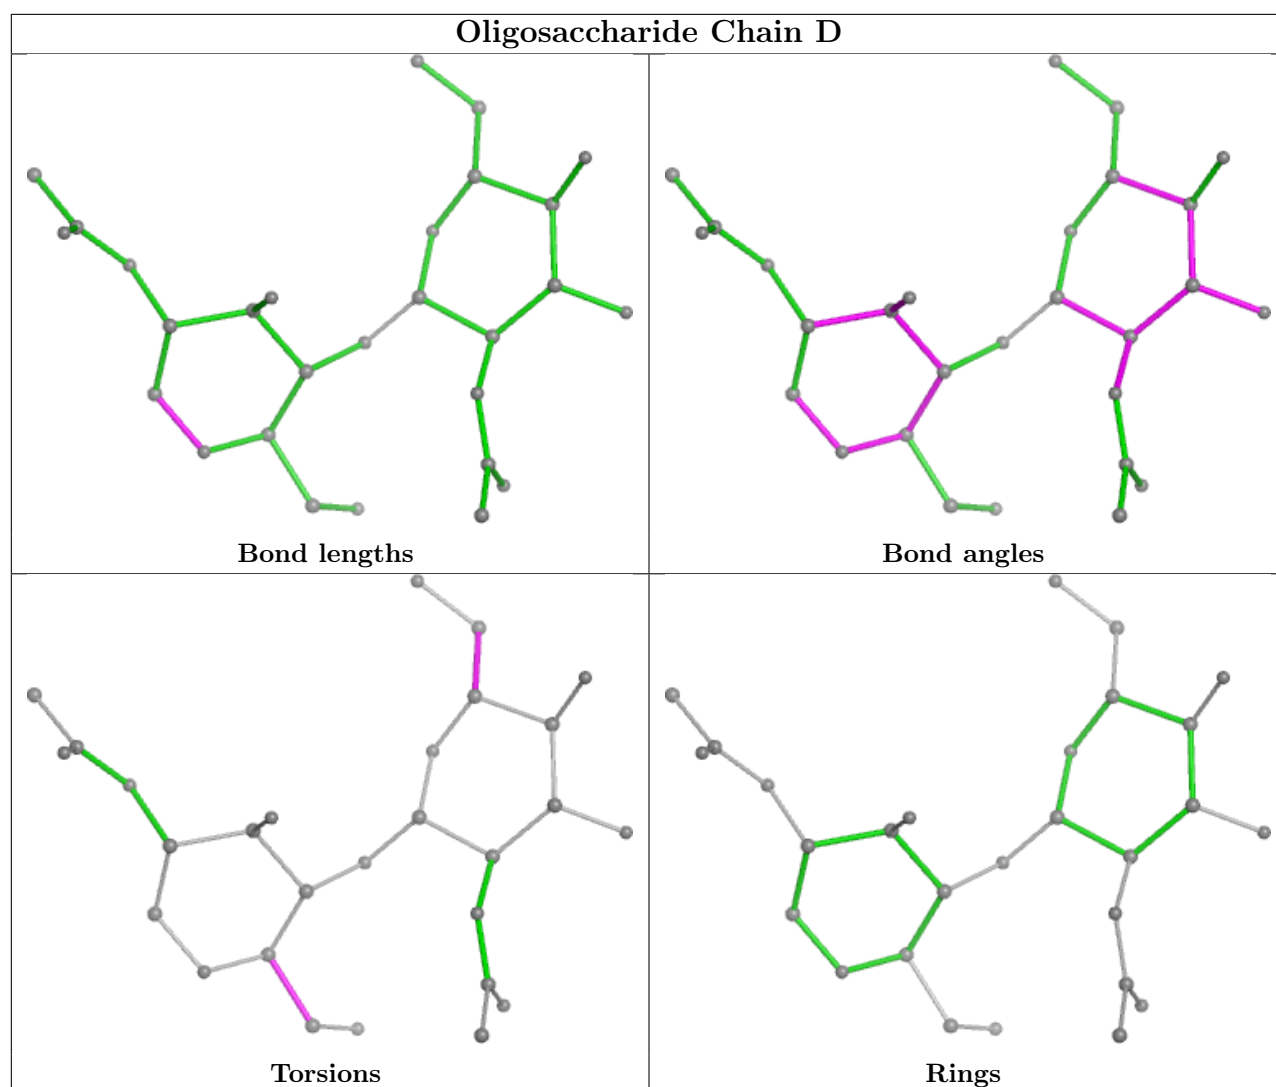 Oligosaccharide Chain D
Bond lengths
Bond angles
Torsions
Rings